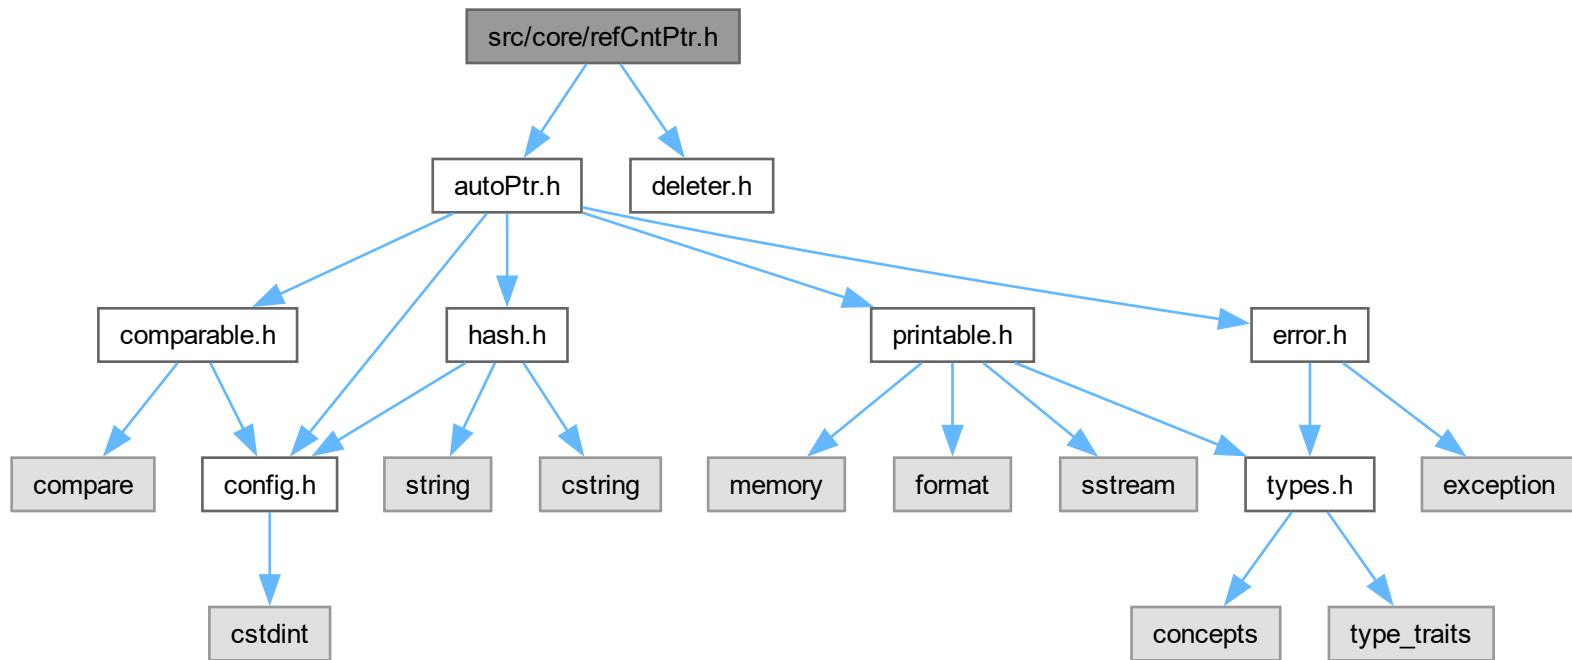 src/core/refCntPtr.h
autoPtr.h
deleter.h
comparable.h
hash.h
printable.h
error.h
compare
config.h
string
cstring
memory
format
sstream
types.h
exception
cstdint
concepts
type_traits